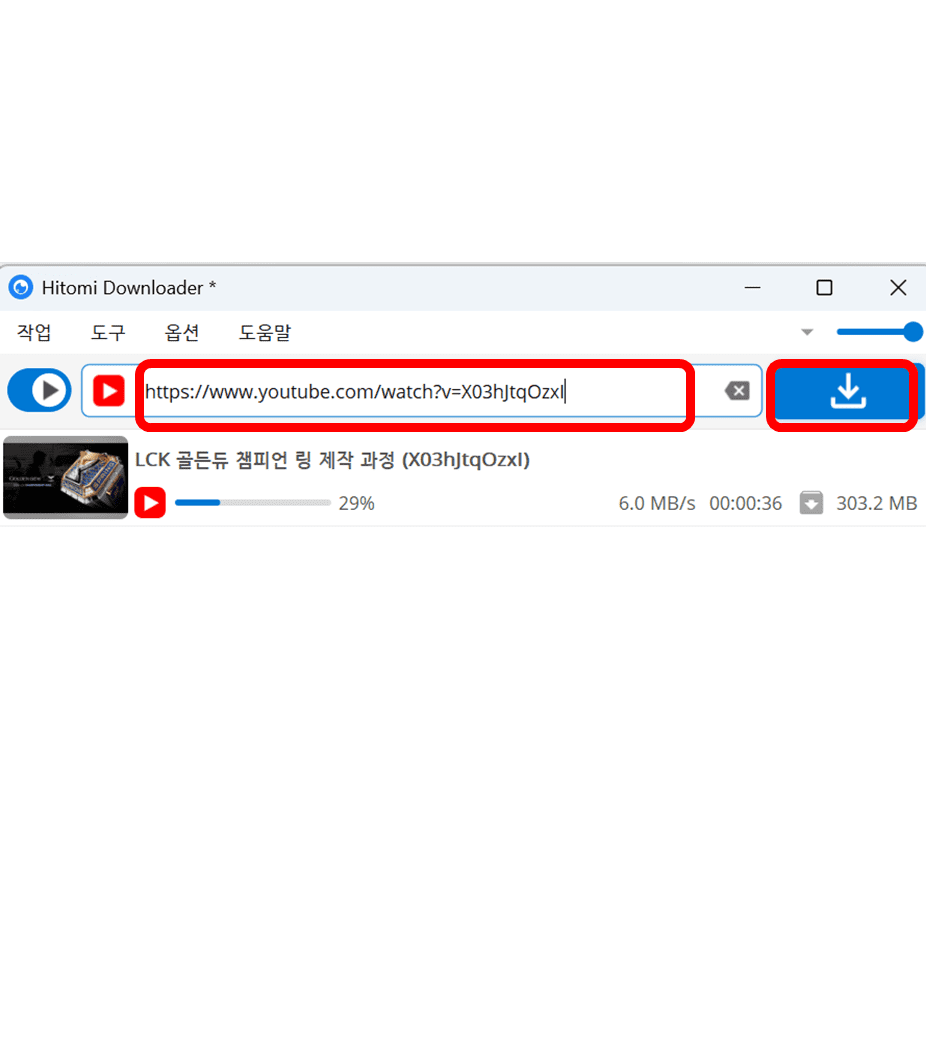 Hitomi Downloader *
작업 도구 옵션 도움말
https://www.youtube.com/watch?v=X03hJtqOzxI
LCK 골든듀 챔피언 링 제작 과정 (X03hJtqOzxI)
29% 6.0 MB/s 00:00:36 303.2 MB